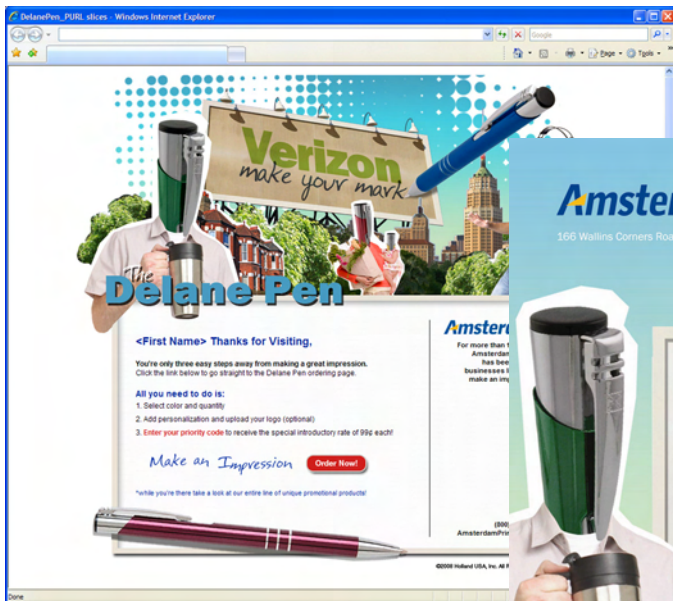 DelanePen_PURL slices - Windows Internet Explorer
Google
Page
Tools
Verizon
make your mark
The
Delane Pen
<First Name> Thanks for Visiting,
You're only three easy steps away from making a great impression.
Click the link below to go straight to the Delane Pen ordering page.
All you need to do is:
1. Select color and quantity
2. Add personalization and upload your logo (optional)
3. Enter your priority code to receive the special introductory rate of 99¢ each!
Make an Impression
Order Now!
*while you're there take a look at our entire line of unique promotional products!
Amster
For more than
Amsterda
has bee
businesses
make an im
(800)
AmsterdamPrin
©2008 Holland USA, Inc. All R
Done
Amste
166 Wallins Corners Roa